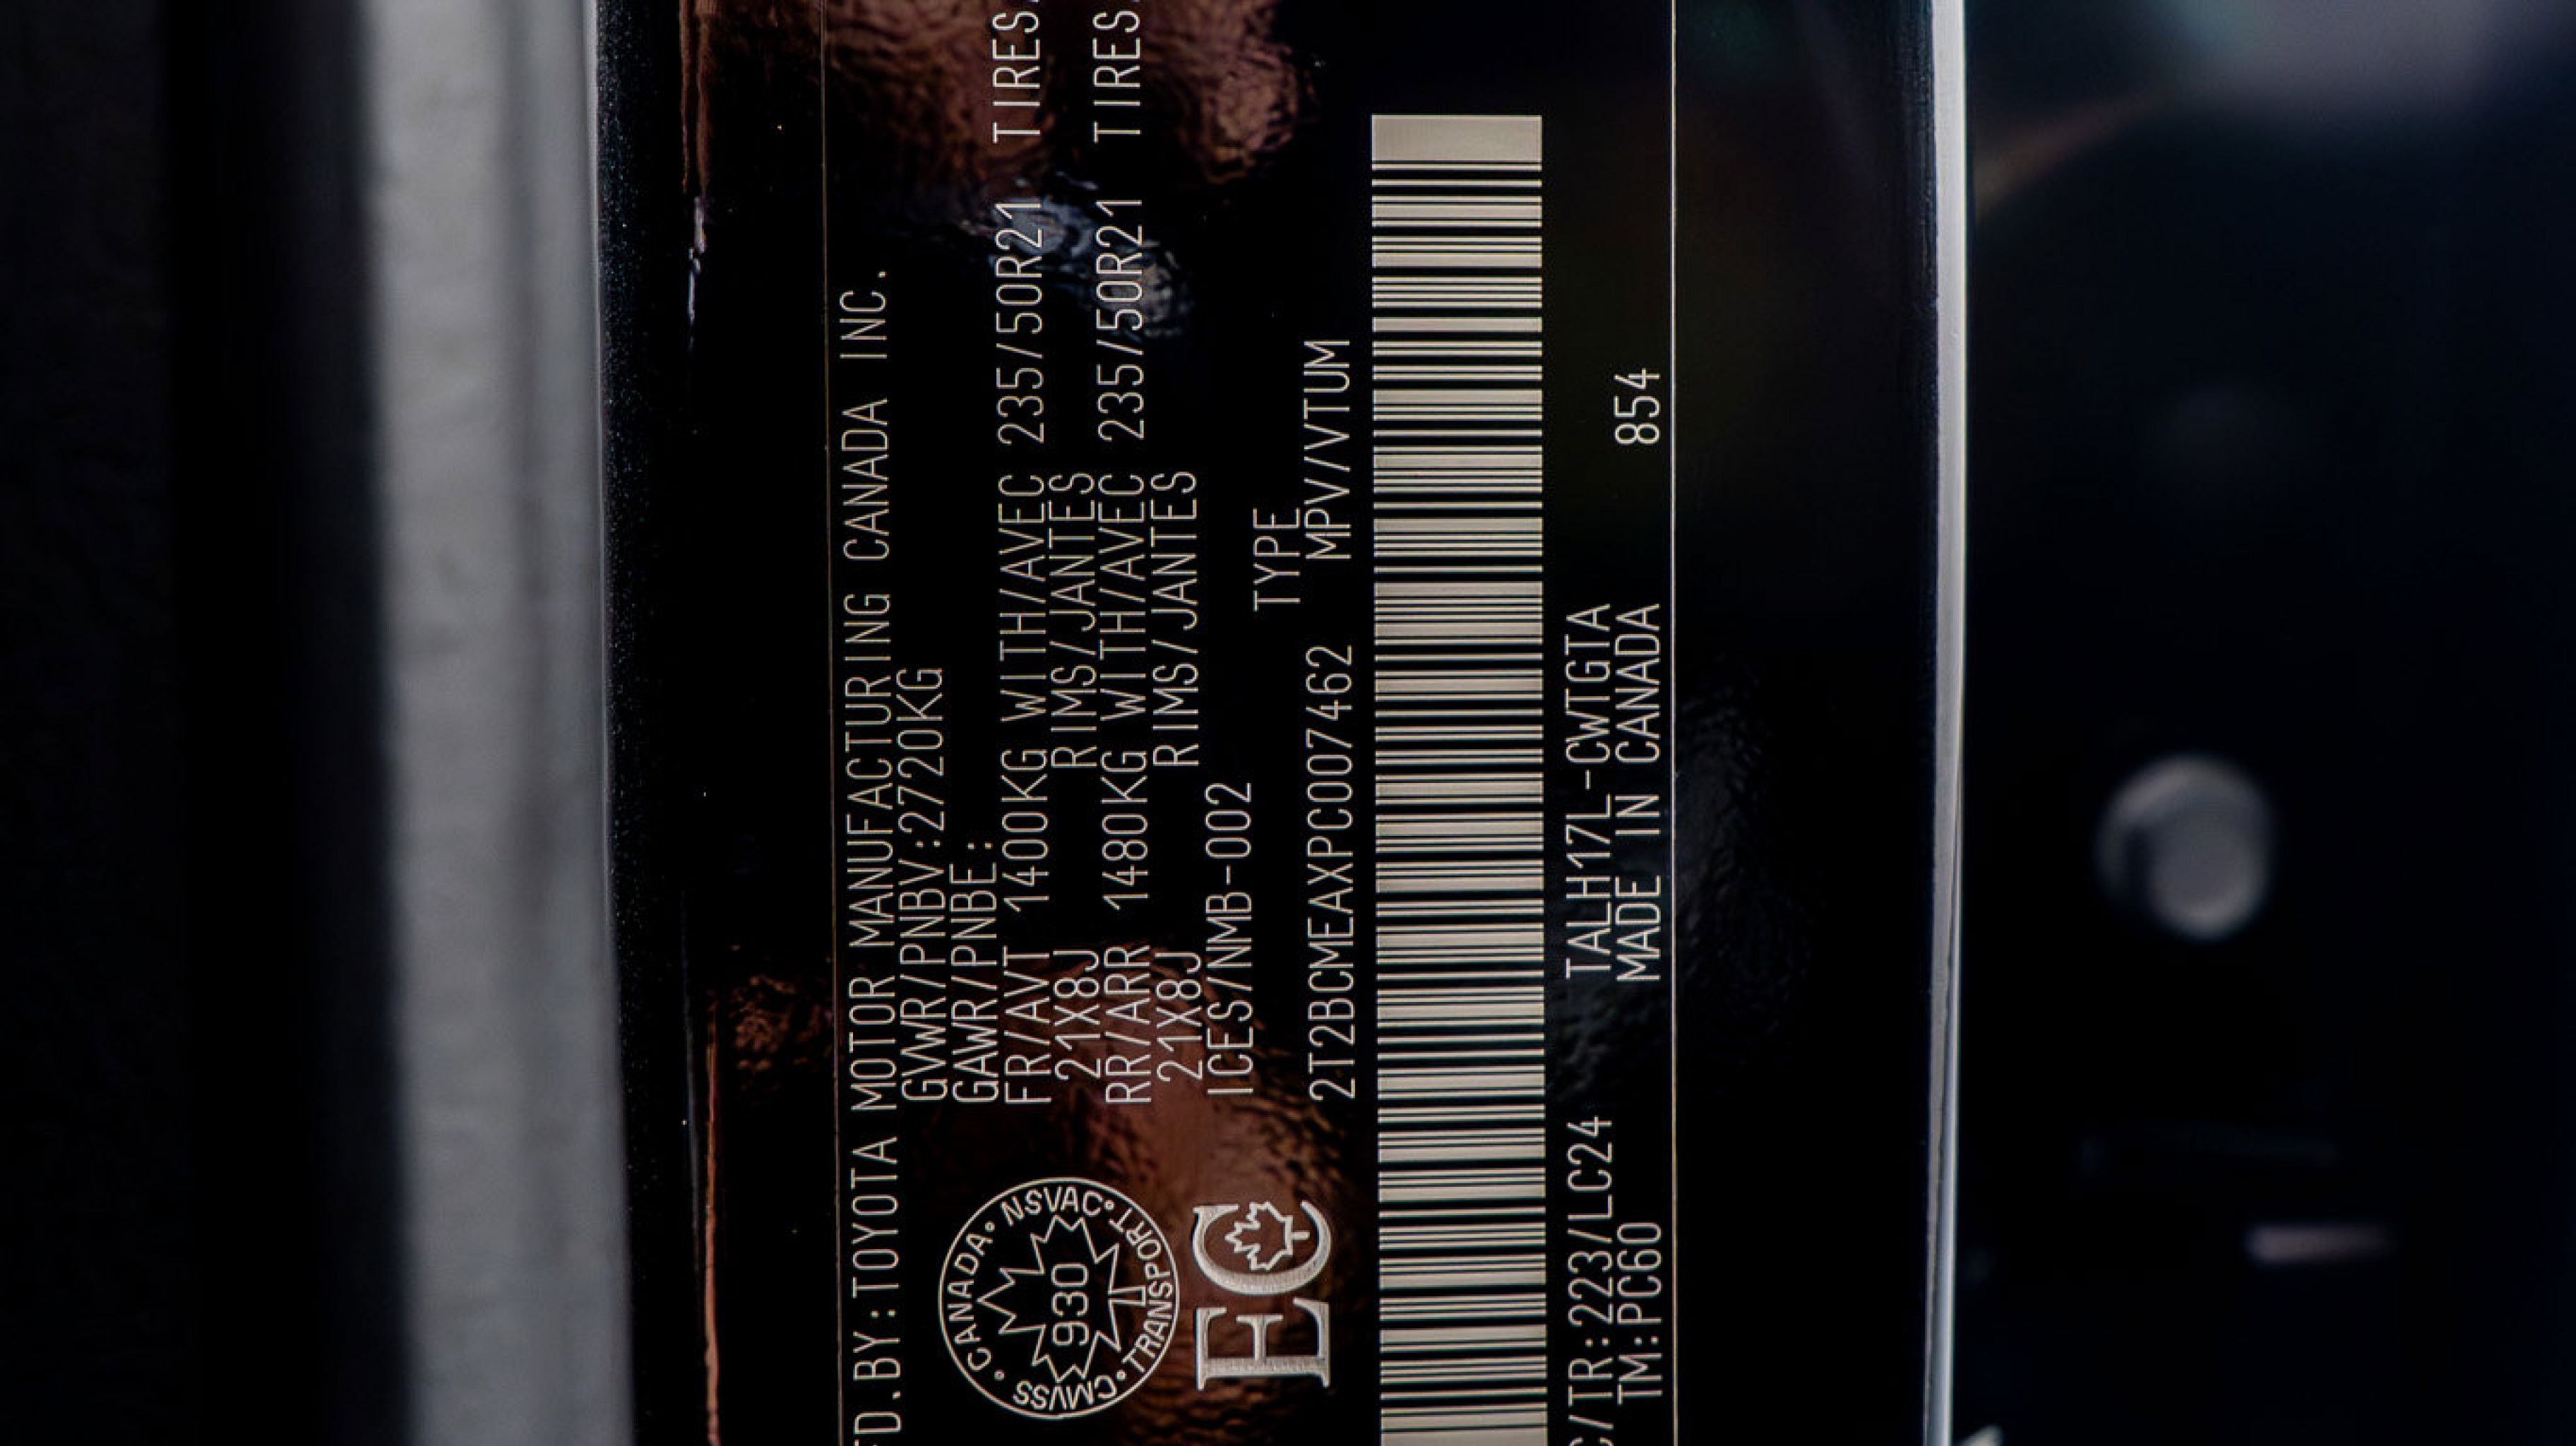 FD.BY:TOYOTA MOTOR MANUFACTURING CANADA INC.
GVWR/PNBV:2720KG
GAWR/PNBE:
FR/AVT 1400KG WITH/AVEC 235/50R21 TIRES
21X8J RIMS/JANTES
RR/ARR 1480KG WITH/AVEC 235/50R21 TIRES
21X8J RIMS/JANTES
ICES/NMB-002
TYPE
2T2BCMEAXPC007462 MPV/VTUM
C/TR:223/LC24 TALH17L-CWTGTA
TM:PC60 MADE IN CANADA 854
CANADA • NSVAC • TRANSPORT • CMVSS •
930
T
EC